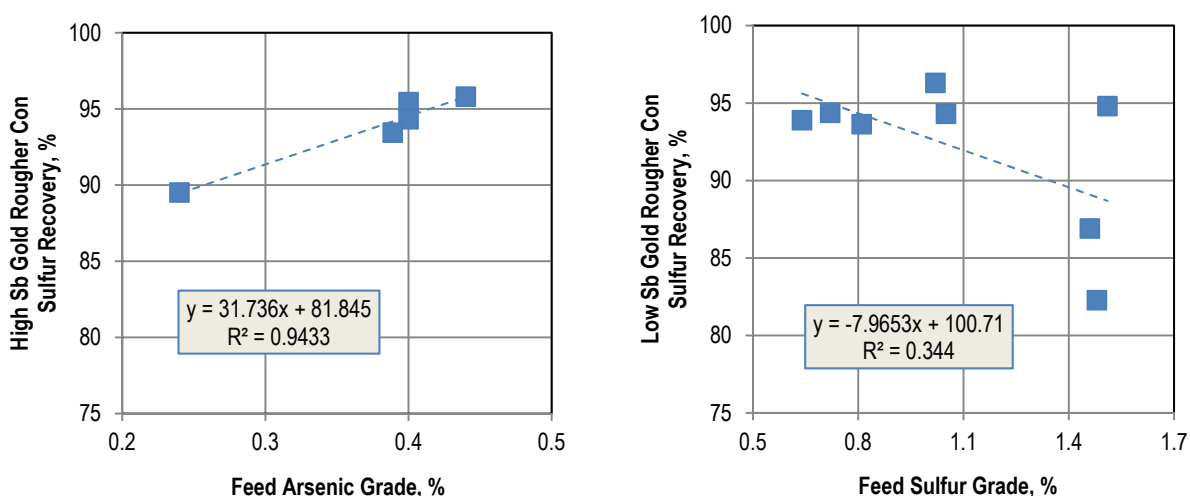 High Sb Gold Rougher Con
Sulfur Recovery, %
100
95
90
85
80
75
y = 31.736x + 81.845
R² = 0.9433
0.2
0.3
0.4
0.5
Feed Arsenic Grade, %
Low Sb Gold Rougher Con
Sulfur Recovery, %
100
95
90
85
80
75
y = -7.9653x + 100.71
R² = 0.344
0.5
0.8
1.1
1.4
1.7
Feed Sulfur Grade, %